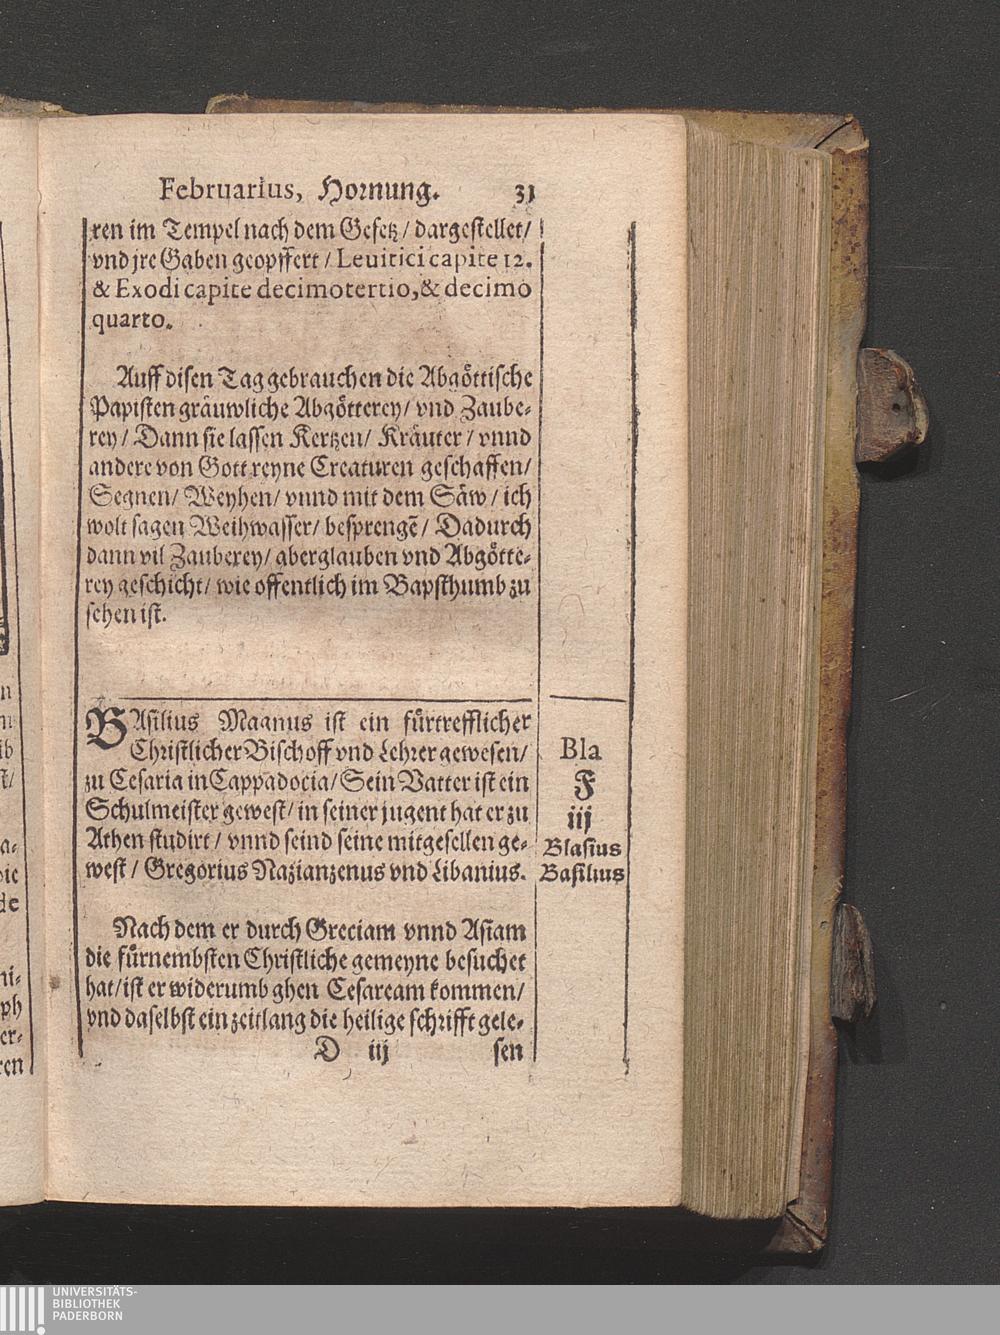 Februarius, Hornung. 31
ren im Tempel nach dem Gesetz / dargestellet /
vnd jre Gaben geopffert / Leuitici capite 12.
& Exodi capite decimotertio, & decimo
quarto.
Auff disen Tag gebrauchen die Abgöttische
Papisten gräuwliche Abgötterey / vnd Zaube-
rey / Dann sie lassen Kertzen / Kräuter / vnnd
andere von Gott reyne Creaturen geschaffen /
Segnen / Weyhen / vnnd mit dem Säw / ich
wolt sagen Weihwasser / besprengē / Dadurch
dann vil Zauberey / aberglauben vnd Abgötte-
rey geschicht / wie offentlich im Bapsthumb zu
sehen ist.
BAsilius Magnus ist ein fürtrefflicher
Christlicher Bischoff vnd Lehrer gewesen /
zu Cesaria in Cappadocia / Sein Vatter ist ein
Schulmeister gewest / in seiner jugent hat er zu
Athen studirt / vnnd seind seine mitgesellen ge-
west / Gregorius Nazianzenus vnd Libanius.
Bla
F
iij
Blasius
Basilius
Nach dem er durch Greciam vnnd Asiam
die fürnembsten Christliche gemeyne besuchet
hat / ist er widerumb ghen Cesaream kommen /
vnd daselbst ein zeitlang die heilige schrifft gele-
D iij sen
UNIVERSITÄTS-
BIBLIOTHEK
PADERBORN